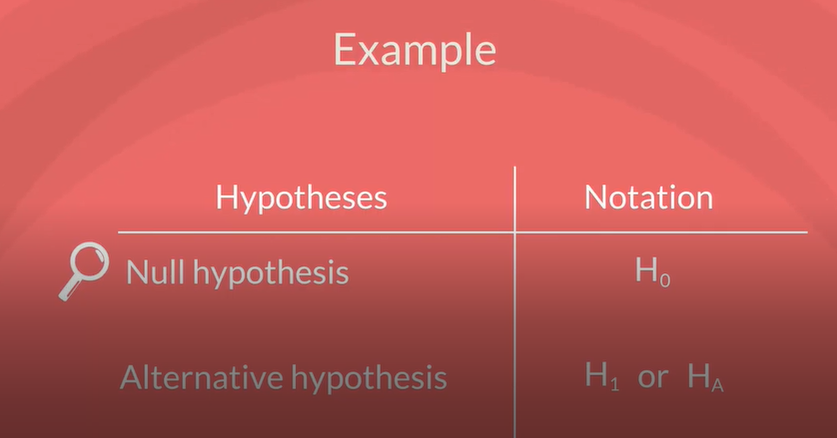 Example
Hypotheses Notation
Null hypothesis H₀
Alternative hypothesis H₁ or Hₐ